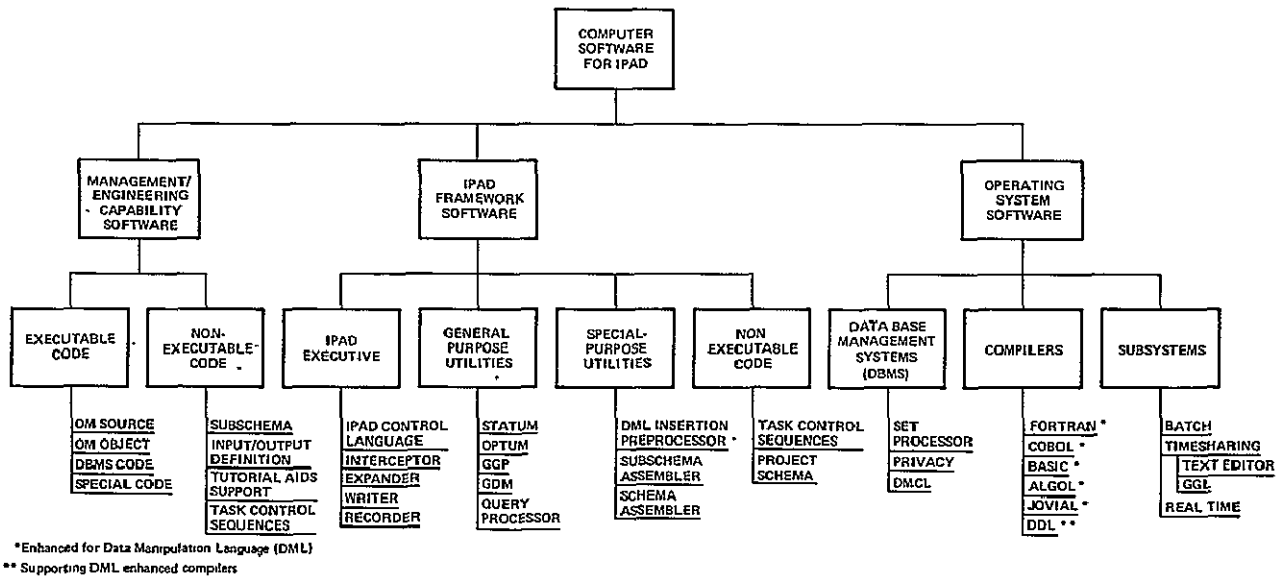 COMPUTER
SOFTWARE
FOR IPAD
MANAGEMENT/
ENGINEERING
CAPABILITY
SOFTWARE
IPAD
FRAMEWORK
SOFTWARE
OPERATING
SYSTEM
SOFTWARE
EXECUTABLE
CODE
NON-
EXECUTABLE
CODE
IPAD
EXECUTIVE
GENERAL
PURPOSE
UTILITIES
SPECIAL-
PURPOSE
UTILITIES
NON
EXECUTABLE
CODE
DATA BASE
MANAGEMENT
SYSTEMS
(DBMS)
COMPILERS
SUBSYSTEMS
OM SOURCE
OM OBJECT
DBMS CODE
SPECIAL CODE
SUBSCHEMA
INPUT/OUTPUT
DEFINITION
TUTORIAL AIDS
SUPPORT
TASK CONTROL
SEQUENCES
IPAD CONTROL
LANGUAGE
INTERCEPTOR
EXPANDER
WRITER
RECORDER
STATUM
OPTUM
GGP
GDM
QUERY
PROCESSOR
DML INSERTION
PREPROCESSOR *
SUBSCHEMA
ASSEMBLER
SCHEMA
ASSEMBLER
TASK CONTROL
SEQUENCES
PROJECT
SCHEMA
SET
PROCESSOR
PRIVACY
DMCL
FORTRAN *
COBOL *
BASIC *
ALGOL *
JOVIAL *
DDL **
BATCH
TIMESHARING
TEXT EDITOR
GGL
REAL TIME
*Enhanced for Data Manipulation Language (DML)
** Supporting DML enhanced compilers